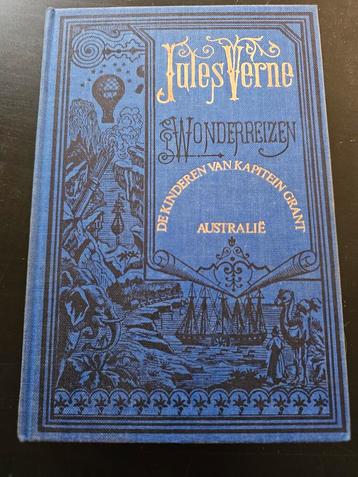 Jules Verne
Wonderreizen
DE KINDEREN VAN KAPITEIN GRANT
AUSTRALIË